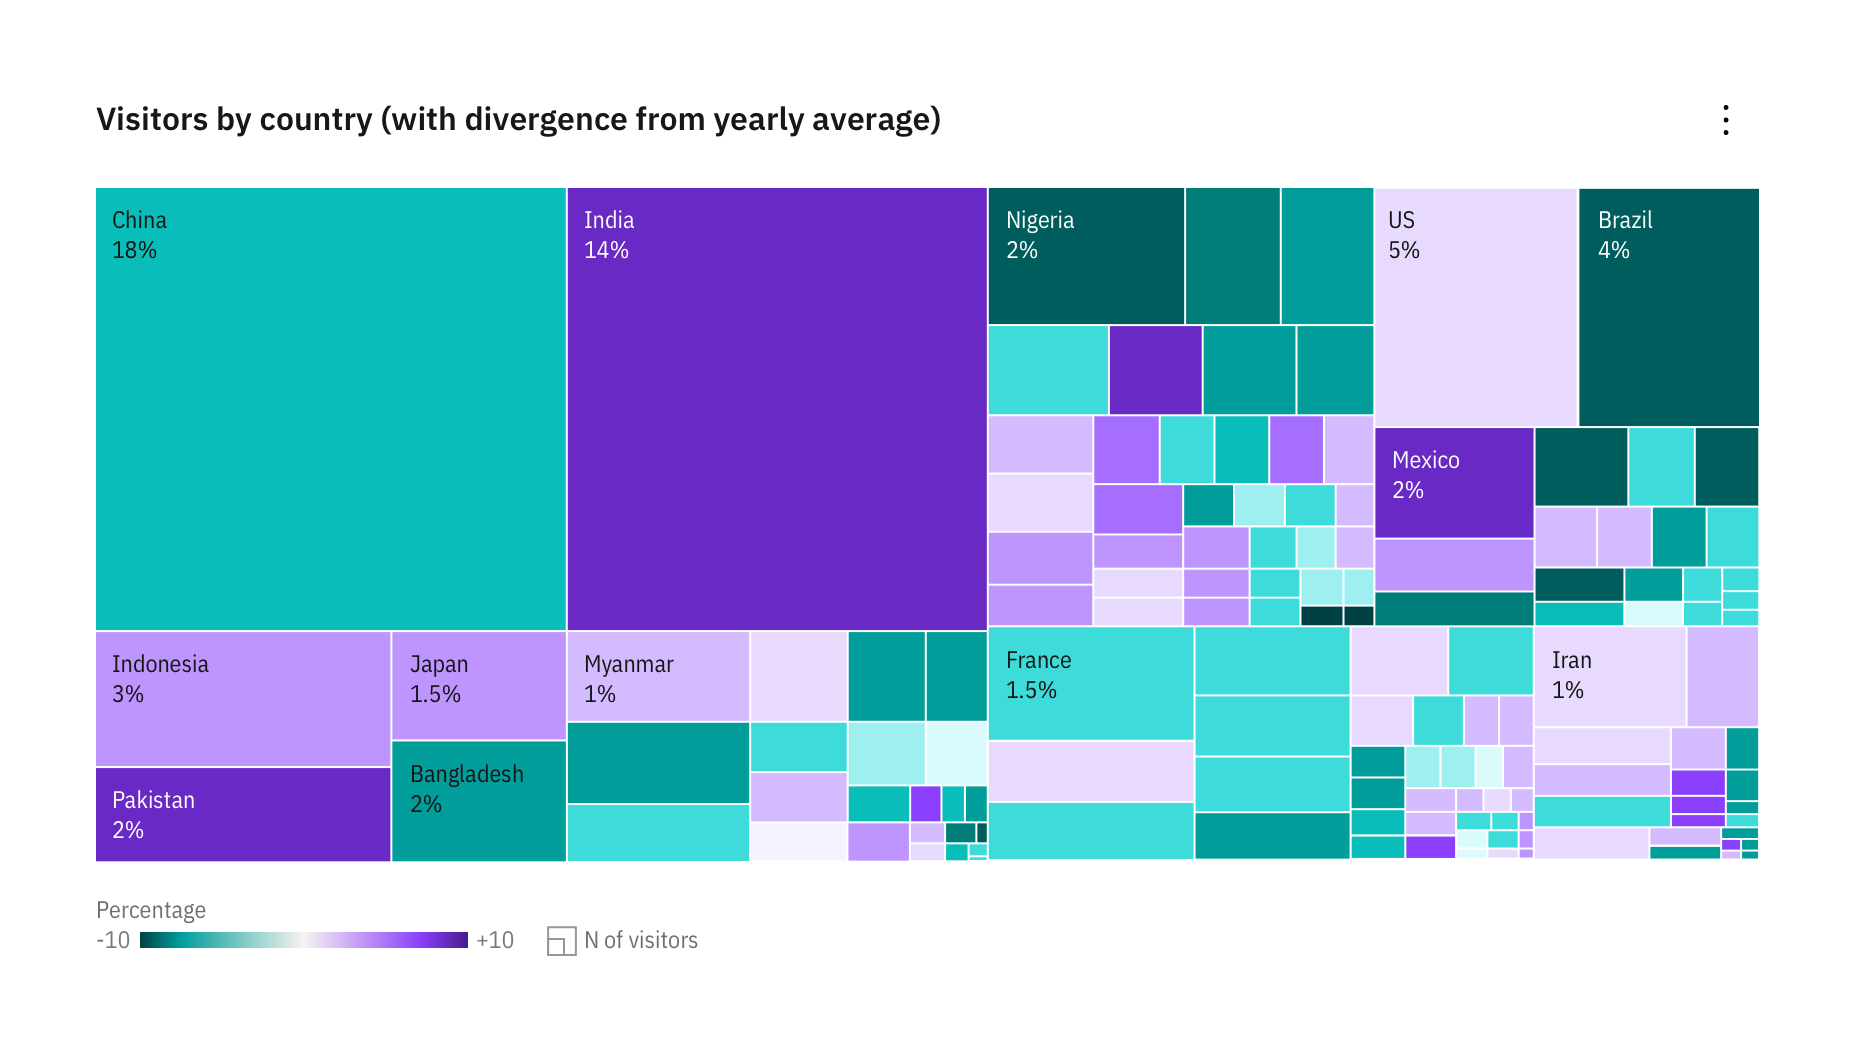 Visitors by country (with divergence from yearly average)
China
18%
India
14%
Nigeria
2%
US
5%
Brazil
4%
Mexico
2%
Indonesia
3%
Japan
1.5%
Myanmar
1%
France
1.5%
Iran
1%
Pakistan
2%
Bangladesh
2%
Percentage
-10
+10
N of visitors